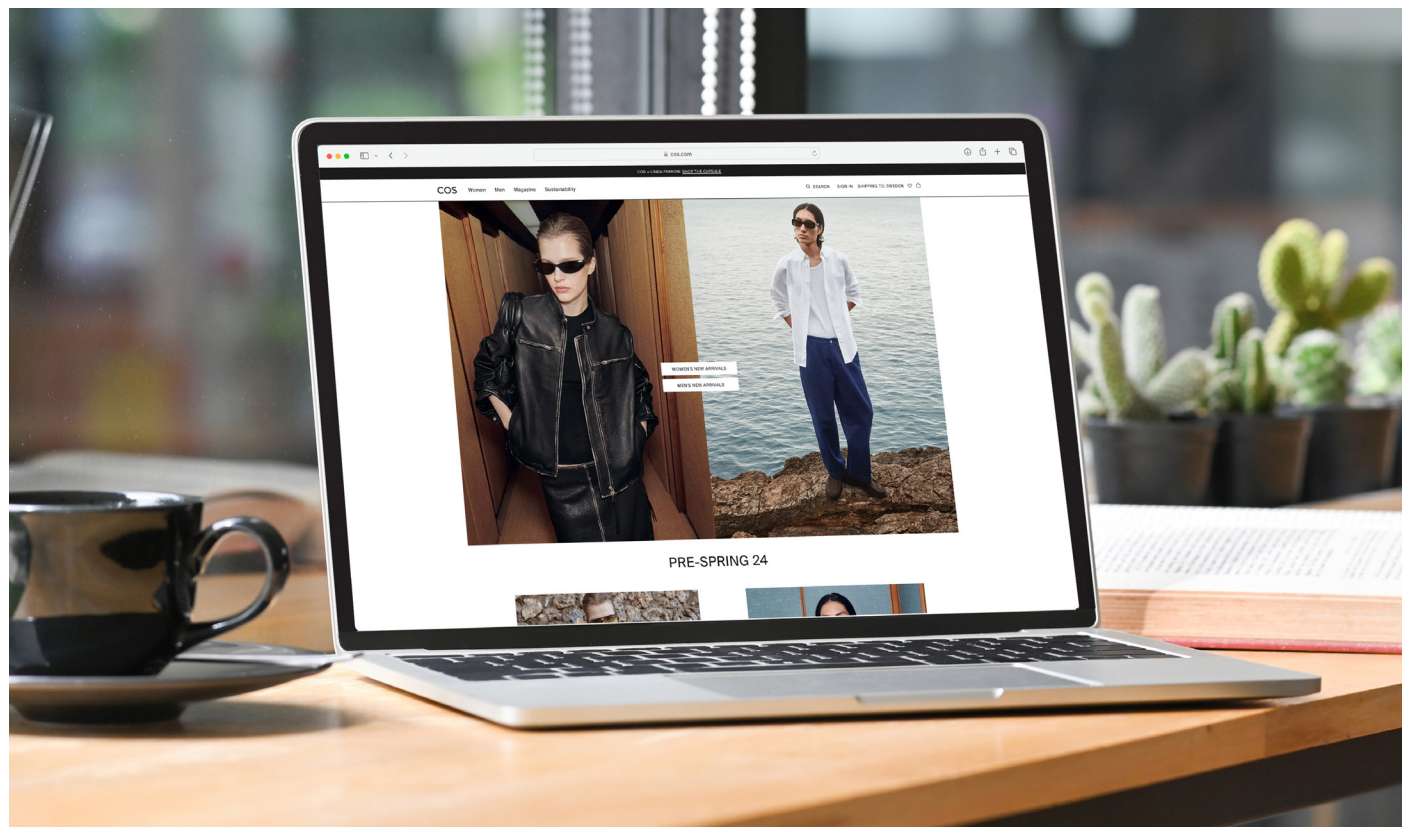 cos.com
COS × LINDA FARROW: SHOP THE CAPSULE
COS Women Men Magazine Sustainability SEARCH SIGN IN SHIPPING TO: SWEDEN
WOMEN'S NEW ARRIVALS
MEN'S NEW ARRIVALS
PRE-SPRING 24